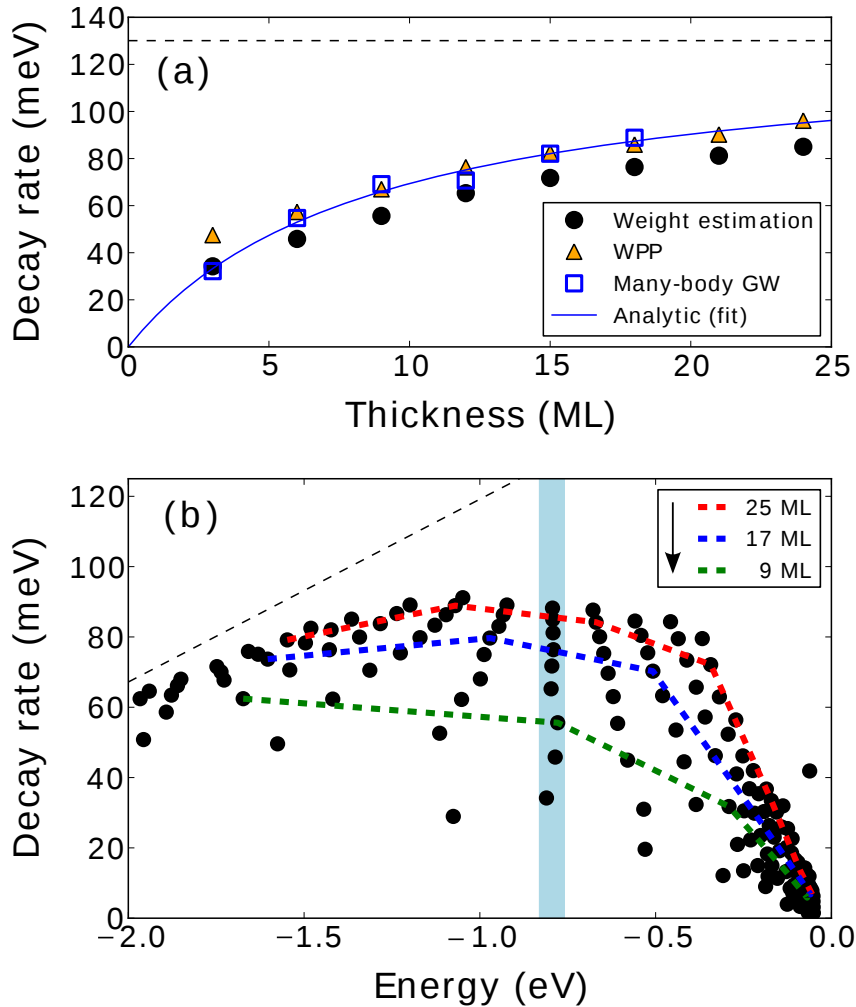 (a)
Decay rate (meV)
0 20 40 60 80 100 120 140
0 5 10 15 20 25
Thickness (ML)
Weight estimation
WPP
Many-body GW
Analytic (fit)
(b)
Decay rate (meV)
0 20 40 60 80 100 120
−2.0 −1.5 −1.0 −0.5 0.0
Energy (eV)
25 ML
17 ML
9 ML